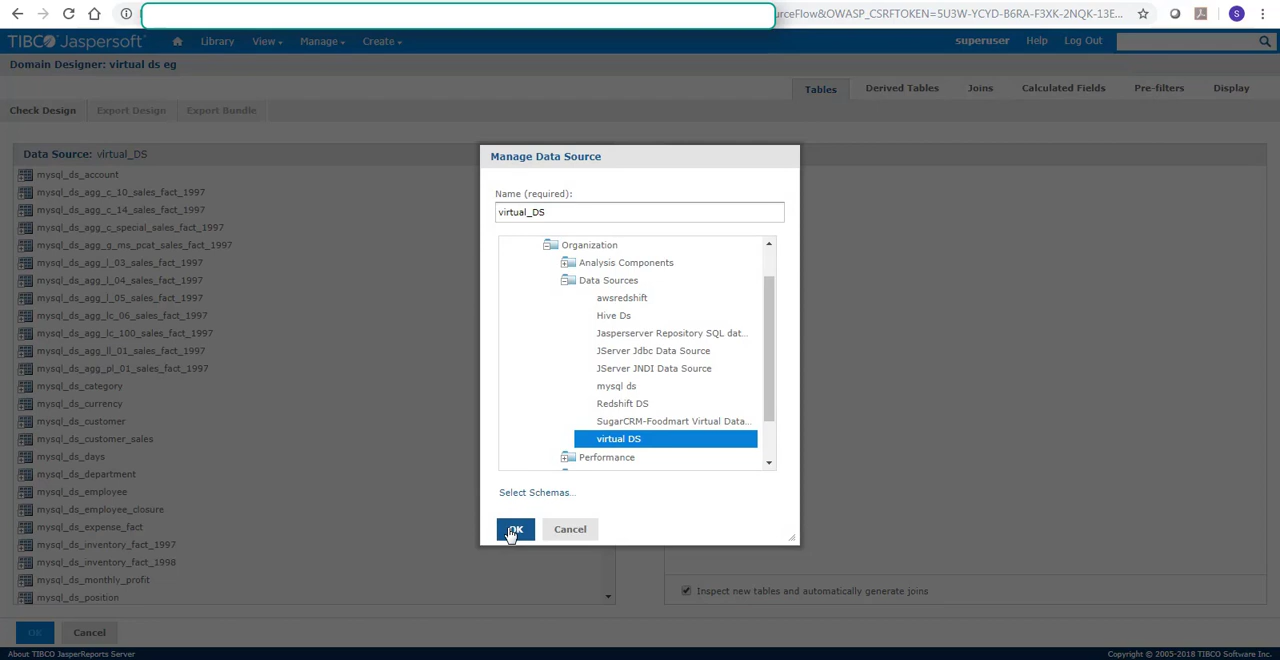 urceFlow&OWASP_CSRFTOKEN=5U3W-YCYD-B6RA-F3XK-2NQK-13E...
S
TIBCO Jaspersoft
Library
View
Manage
Create
superuser
Help
Log Out
Domain Designer: virtual ds eg
Tables
Derived Tables
Joins
Calculated Fields
Pre-filters
Display
Check Design
Export Design
Export Bundle
Data Source: virtual_DS
mysql_ds_account
mysql_ds_agg_c_10_sales_fact_1997
mysql_ds_agg_c_14_sales_fact_1997
mysql_ds_agg_c_special_sales_fact_1997
mysql_ds_agg_g_ms_pcat_sales_fact_1997
mysql_ds_agg_l_03_sales_fact_1997
mysql_ds_agg_l_04_sales_fact_1997
mysql_ds_agg_l_05_sales_fact_1997
mysql_ds_agg_lc_06_sales_fact_1997
mysql_ds_agg_lc_100_sales_fact_1997
mysql_ds_agg_ll_01_sales_fact_1997
mysql_ds_agg_pl_01_sales_fact_1997
mysql_ds_category
mysql_ds_currency
mysql_ds_customer
mysql_ds_customer_sales
mysql_ds_days
mysql_ds_department
mysql_ds_employee
mysql_ds_employee_closure
mysql_ds_expense_fact
mysql_ds_inventory_fact_1997
mysql_ds_inventory_fact_1998
mysql_ds_monthly_profit
mysql_ds_position
Manage Data Source
Name (required):
virtual_DS
Organization
Analysis Components
Data Sources
awsredshift
Hive Ds
Jasperserver Repository SQL dat...
JServer Jdbc Data Source
JServer JNDI Data Source
mysql ds
Redshift DS
SugarCRM-Foodmart Virtual Data...
virtual DS
Performance
Select Schemas...
OK
Cancel
Inspect new tables and automatically generate joins
OK
Cancel
About TIBCO JasperReports Server
Copyright © 2005-2018 TIBCO Software Inc.